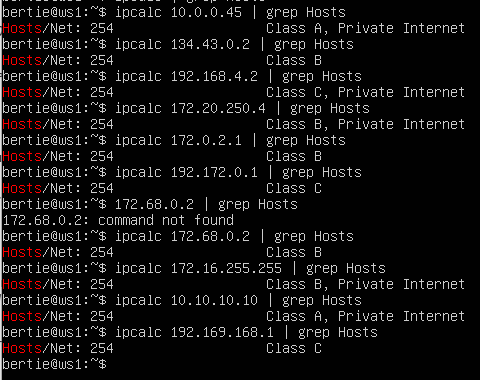 bertie@ws1:~$ ipcalc 10.0.0.45 | grep Hosts
Hosts/Net: 254                   Class A, Private Internet
bertie@ws1:~$ ipcalc 134.43.0.2 | grep Hosts
Hosts/Net: 254                   Class B
bertie@ws1:~$ ipcalc 192.168.4.2 | grep Hosts
Hosts/Net: 254                   Class C, Private Internet
bertie@ws1:~$ ipcalc 172.20.250.4 | grep Hosts
Hosts/Net: 254                   Class B, Private Internet
bertie@ws1:~$ ipcalc 172.0.2.1 | grep Hosts
Hosts/Net: 254                   Class B
bertie@ws1:~$ ipcalc 192.172.0.1 | grep Hosts
Hosts/Net: 254                   Class C
bertie@ws1:~$ 172.68.0.2 | grep Hosts
172.68.0.2: command not found
bertie@ws1:~$ ipcalc 172.68.0.2 | grep Hosts
Hosts/Net: 254                   Class B
bertie@ws1:~$ ipcalc 172.16.255.255 | grep Hosts
Hosts/Net: 254                   Class B, Private Internet
bertie@ws1:~$ ipcalc 10.10.10.10 | grep Hosts
Hosts/Net: 254                   Class A, Private Internet
bertie@ws1:~$ ipcalc 192.169.168.1 | grep Hosts
Hosts/Net: 254                   Class C
bertie@ws1:~$